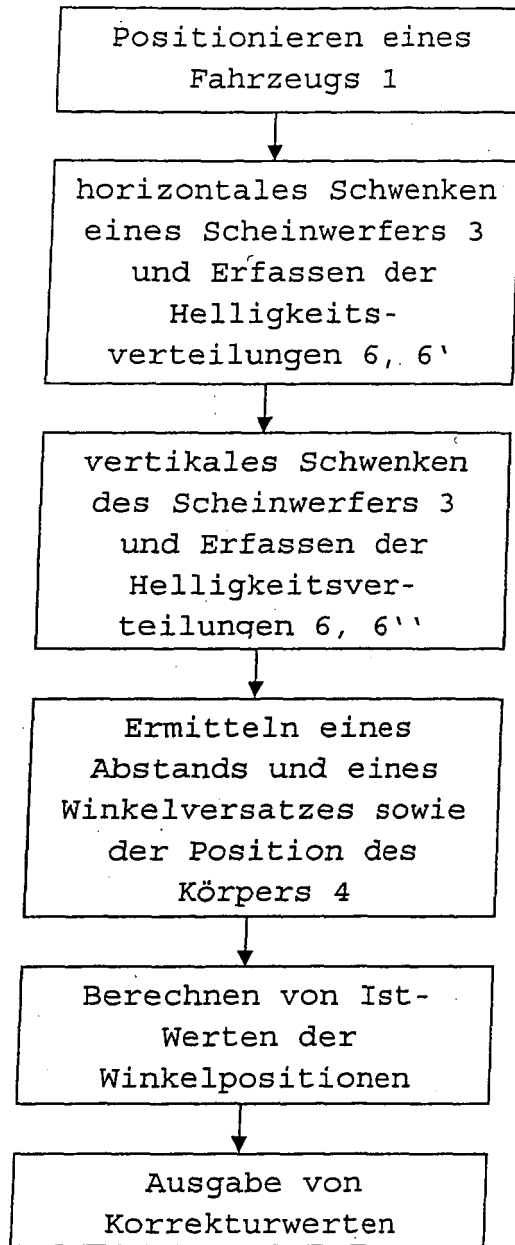 Positionieren eines
Fahrzeugs 1
horizontales Schwenken
eines Scheinwerfers 3
und Erfassen der
Helligkeits-
verteilungen 6, 6‵
vertikales Schwenken
des Scheinwerfers 3
und Erfassen der
Helligkeitsver-
teilungen 6, 6‵‵
Ermitteln eines
Abstands und eines
Winkelversatzes sowie
der Position des
Körpers 4
Berechnen von Ist-
Werten der
Winkelpositionen
Ausgabe von
Korrekturwerten